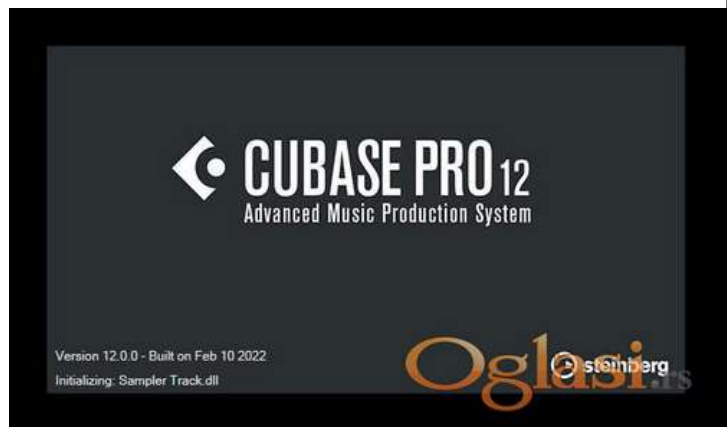 CUBASE PRO 12
Advanced Music Production System
Version 12.0.0 - Built on Feb 10 2022
Initializing: Sampler Track.dll
steinberg
Oglasi.rs